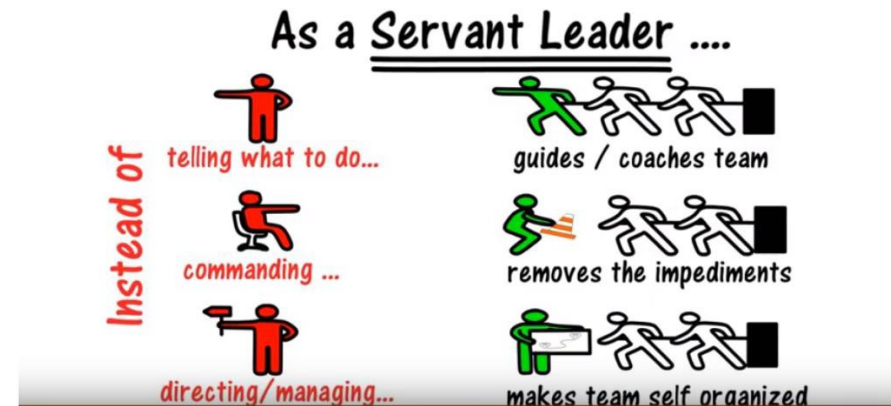 As a Servant Leader ....
Instead of
telling what to do...
guides / coaches team
commanding ...
removes the impediments
directing/managing...
makes team self organized